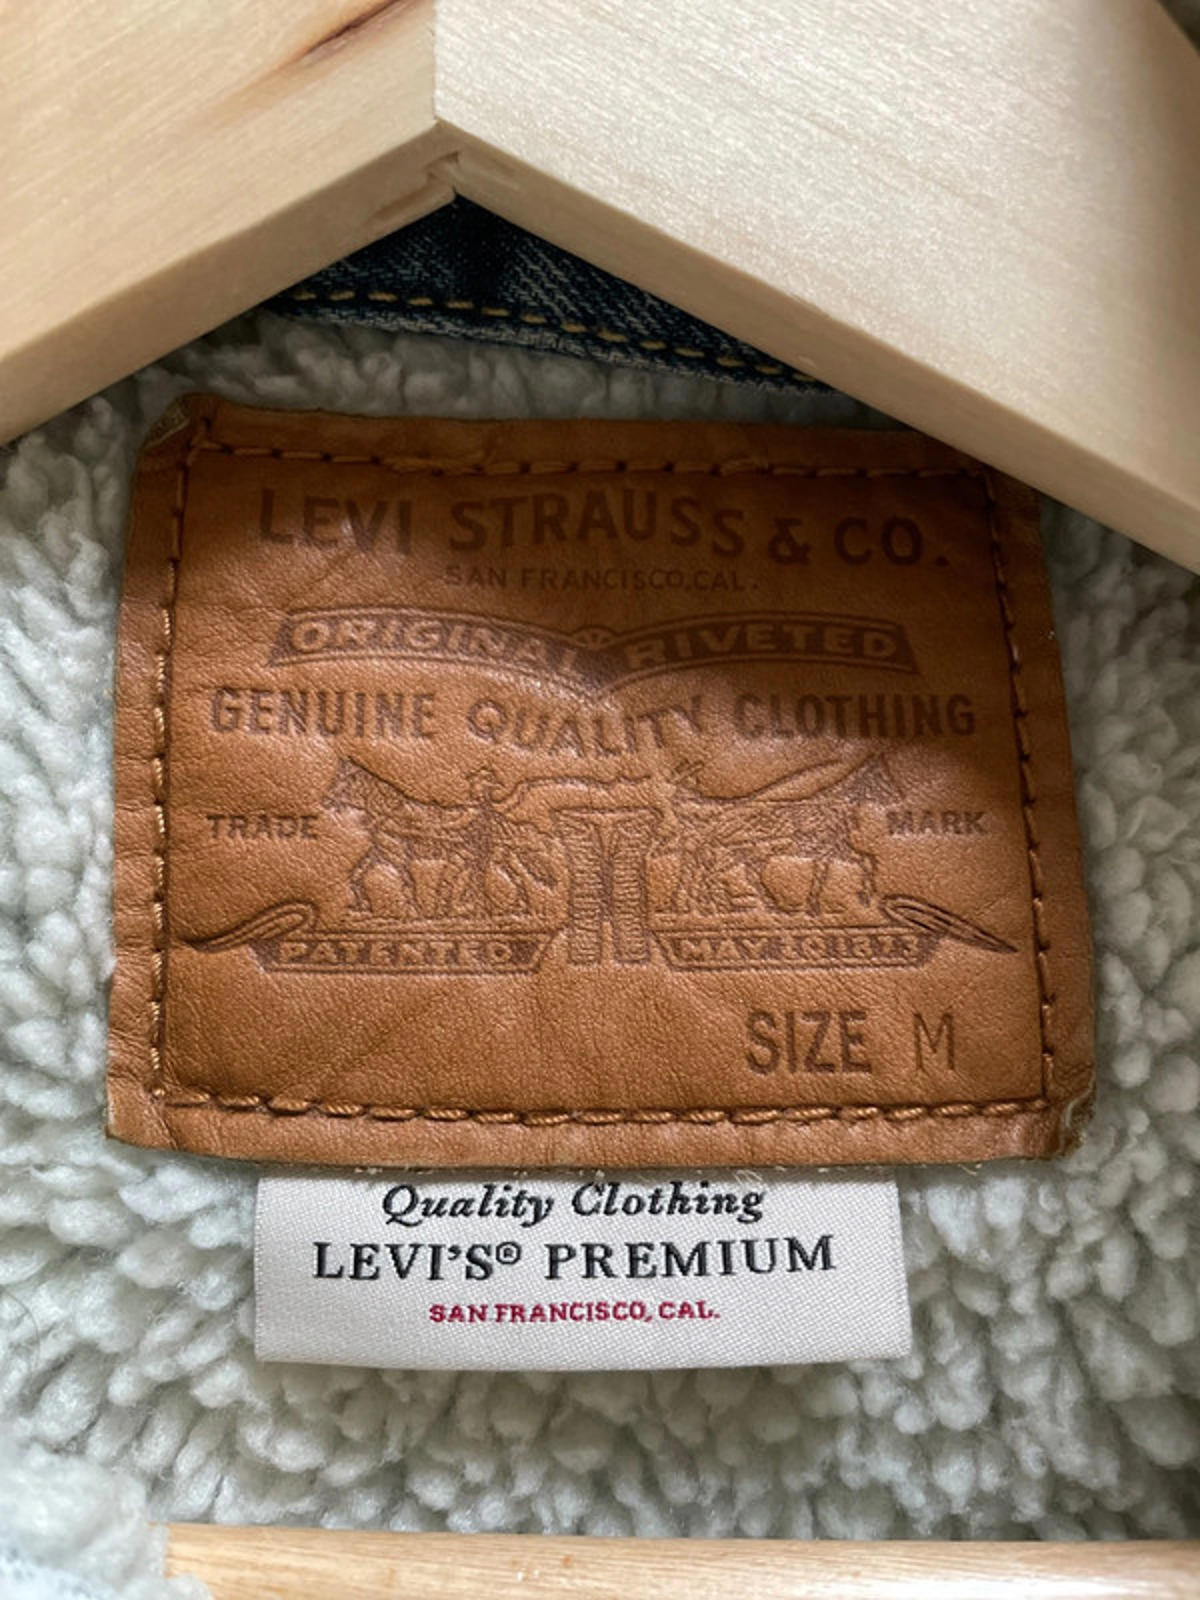 LEVI STRAUSS & CO.
SAN FRANCISCO, CAL.
ORIGINAL RIVETED
GENUINE QUALITY CLOTHING
TRADE MARK
PATENTED MAY 20 1873
SIZE M
Quality Clothing
LEVI'S® PREMIUM
SAN FRANCISCO, CAL.